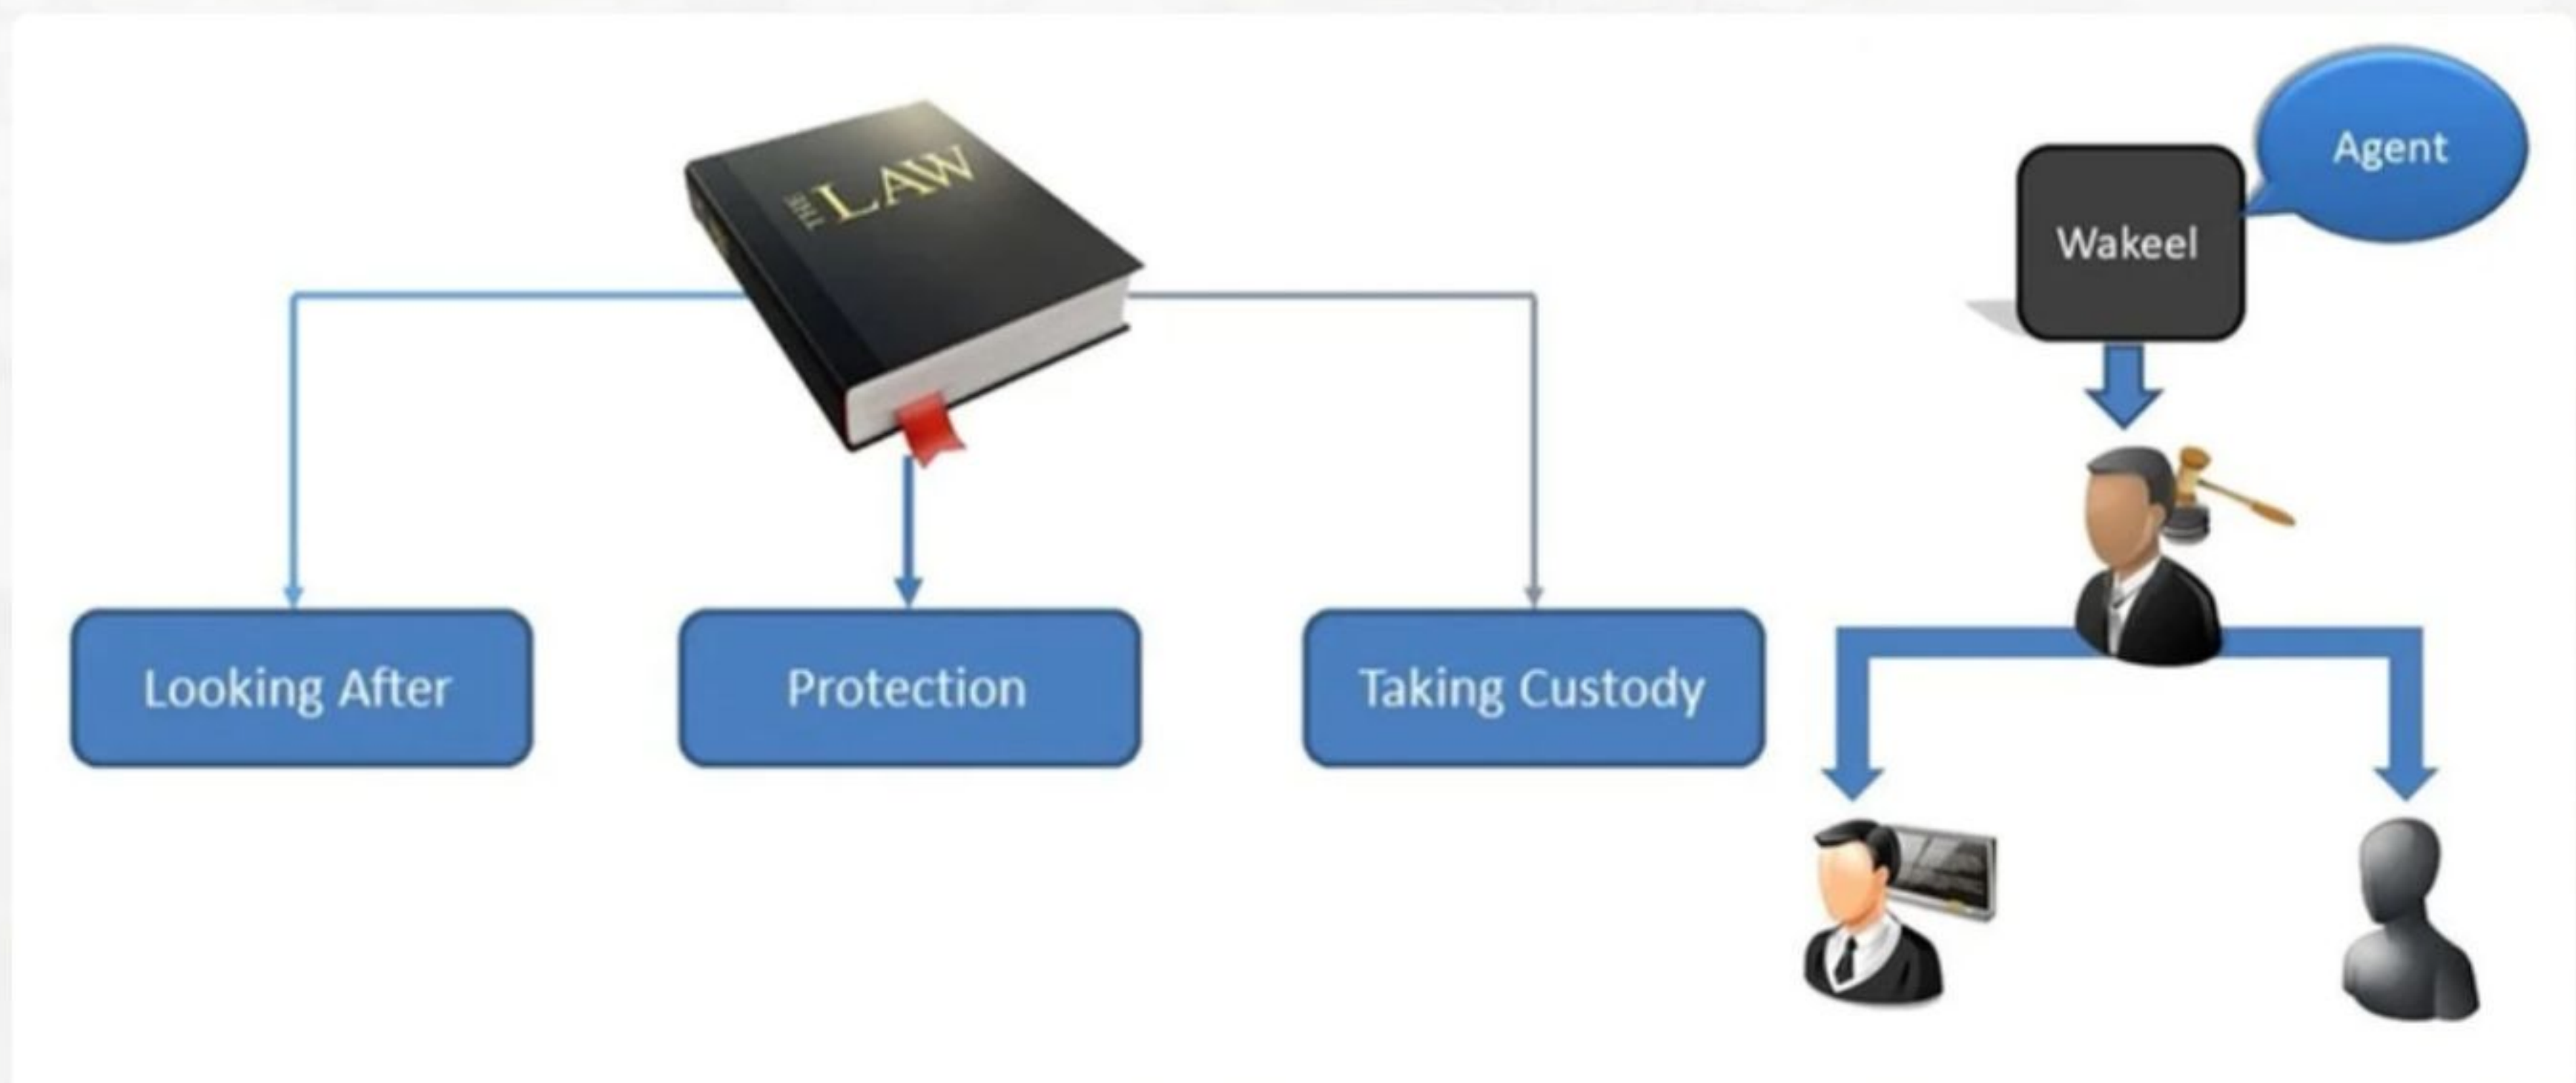 THE LAW
Agent
Wakeel
Looking After
Protection
Taking Custody